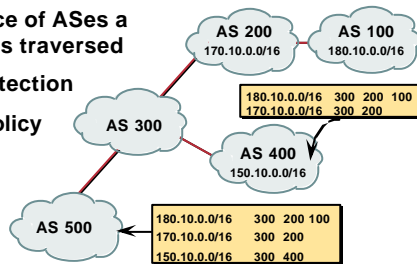 ce of ASes a
s traversed
tection
olicy
AS 200
170.10.0.0/16
AS 100
180.10.0.0/16
180.10.0.0/16 300 200 100
170.10.0.0/16 300 200
AS 300
AS 400
150.10.0.0/16
AS 500
180.10.0.0/16 300 200 100
170.10.0.0/16 300 200
150.10.0.0/16 300 400